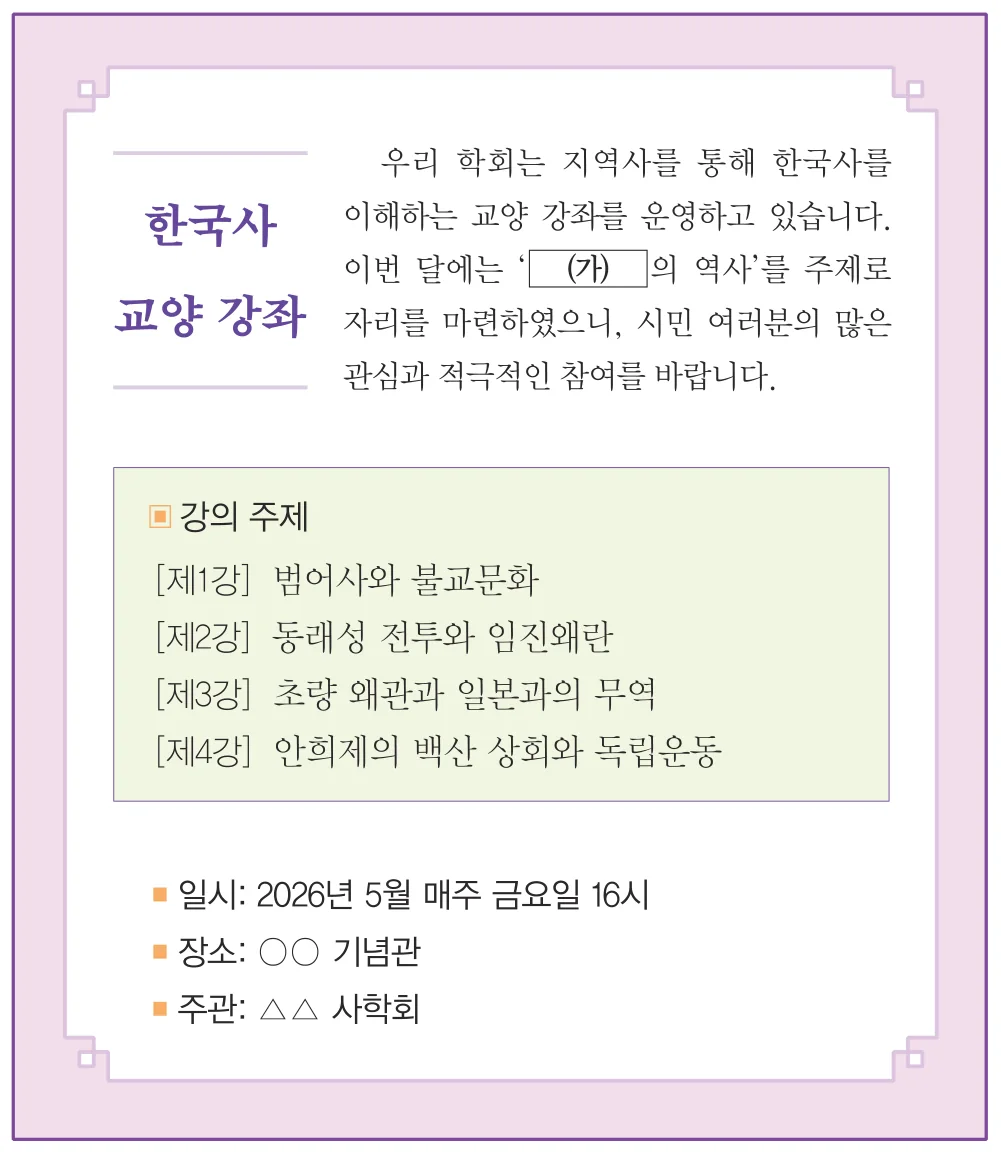 한국사
교양 강좌
우리 학회는 지역사를 통해 한국사를
이해하는 교양 강좌를 운영하고 있습니다.
이번 달에는 ‘ (가) 의 역사’를 주제로
자리를 마련하였으니, 시민 여러분의 많은
관심과 적극적인 참여를 바랍니다.
▣ 강의 주제
[제1강] 범어사와 불교문화
[제2강] 동래성 전투와 임진왜란
[제3강] 초량 왜관과 일본과의 무역
[제4강] 안희제의 백산 상회와 독립운동
■ 일시: 2026년 5월 매주 금요일 16시
■ 장소: ○○ 기념관
■ 주관: △△ 사학회